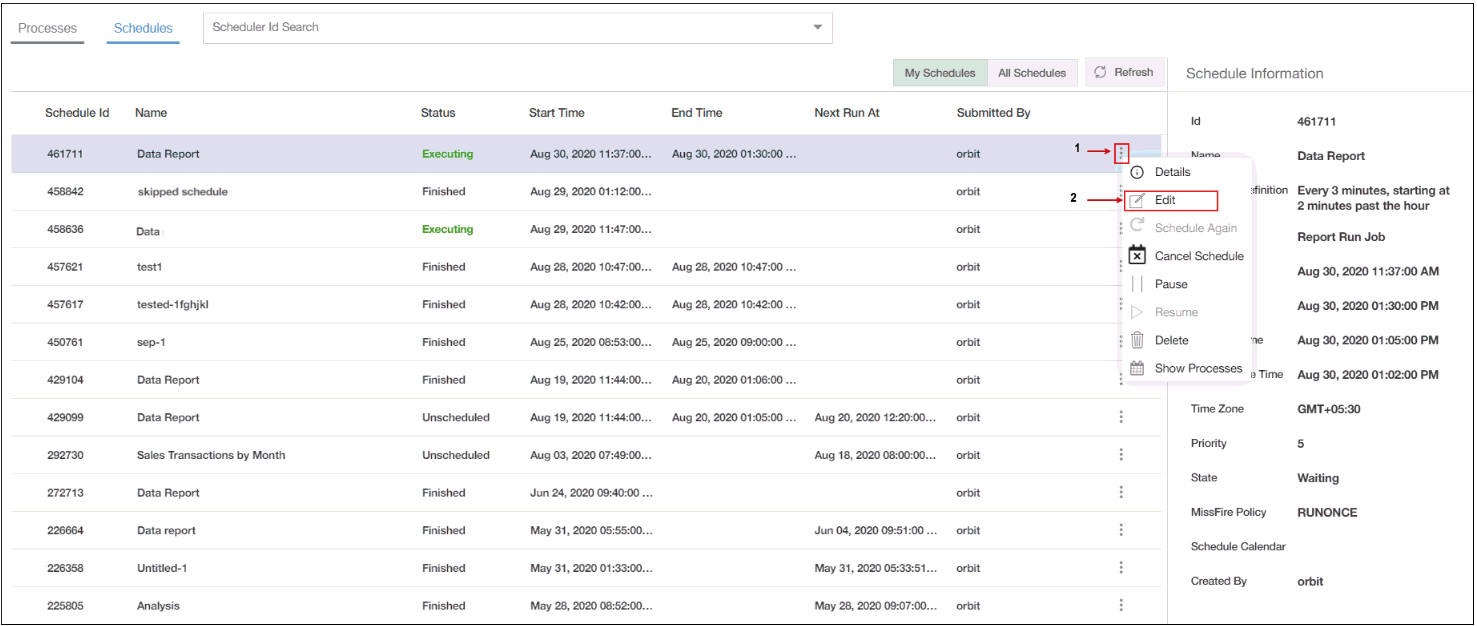 Processes Schedules Scheduler Id Search
My Schedules All Schedules Refresh Schedule Information
Schedule Id Name Status Start Time End Time Next Run At Submitted By
Id 461711
461711 Data Report Executing Aug 30, 2020 11:37:00... Aug 30, 2020 01:30:00 ... orbit 1
Name Data Report
Details
458842 skipped schedule Finished Aug 29, 2020 01:12:00... orbit
efinition Every 3 minutes, starting at
2 minutes past the hour
2 Edit
458636 Data Executing Aug 29, 2020 11:47:00... orbit
Schedule Again
Report Run Job
Cancel Schedule
457621 test1 Finished Aug 28, 2020 10:47:00... Aug 28, 2020 10:47:00 ... orbit
Aug 30, 2020 11:37:00 AM
Pause
457617 tested-1fghjkl Finished Aug 28, 2020 10:42:00... Aug 28, 2020 10:42:00 ... orbit
Aug 30, 2020 01:30:00 PM
Resume
450761 sep-1 Finished Aug 25, 2020 08:53:00... Aug 25, 2020 09:00:00 ... orbit
Delete
me Aug 30, 2020 01:05:00 PM
Show Processes
e Time Aug 30, 2020 01:02:00 PM
429104 Data Report Finished Aug 19, 2020 11:44:00... Aug 20, 2020 01:06:00 ... orbit
Time Zone GMT+05:30
429099 Data Report Unscheduled Aug 19, 2020 11:44:00... Aug 20, 2020 01:05:00 ... Aug 20, 2020 12:20:00... orbit
Priority 5
292730 Sales Transactions by Month Unscheduled Aug 03, 2020 07:49:00... Aug 18, 2020 08:00:00... orbit
State Waiting
272713 Data Report Finished Jun 24, 2020 09:40:00 ... orbit
MissFire Policy RUNONCE
226664 Data report Finished May 31, 2020 05:55:00... Jun 04, 2020 09:51:00 ... orbit
Schedule Calendar
226358 Untitled-1 Finished May 31, 2020 01:33:00... May 31, 2020 05:33:51... orbit
Created By orbit
225805 Analysis Finished May 28, 2020 08:52:00... May 28, 2020 09:07:00... orbit